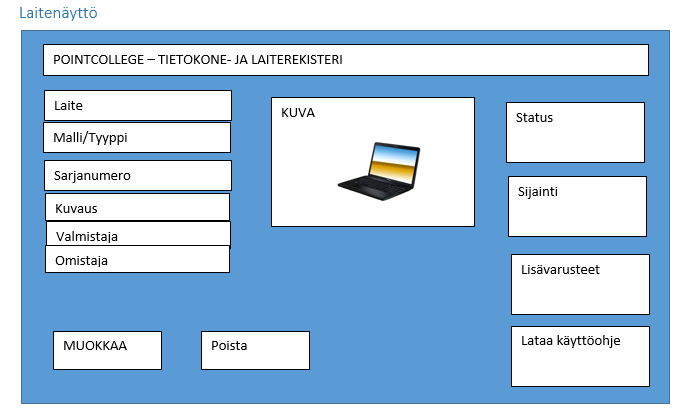 Laitenäyttö
POINTCOLLEGE – TIETOKONE- JA LAITEREKISTERI
Laite
Malli/Tyyppi
Sarjanumero
Kuvaus
Valmistaja
Omistaja
KUVA
Status
Sijainti
Lisävarusteet
Lataa käyttöohje
MUOKKAA
Poista